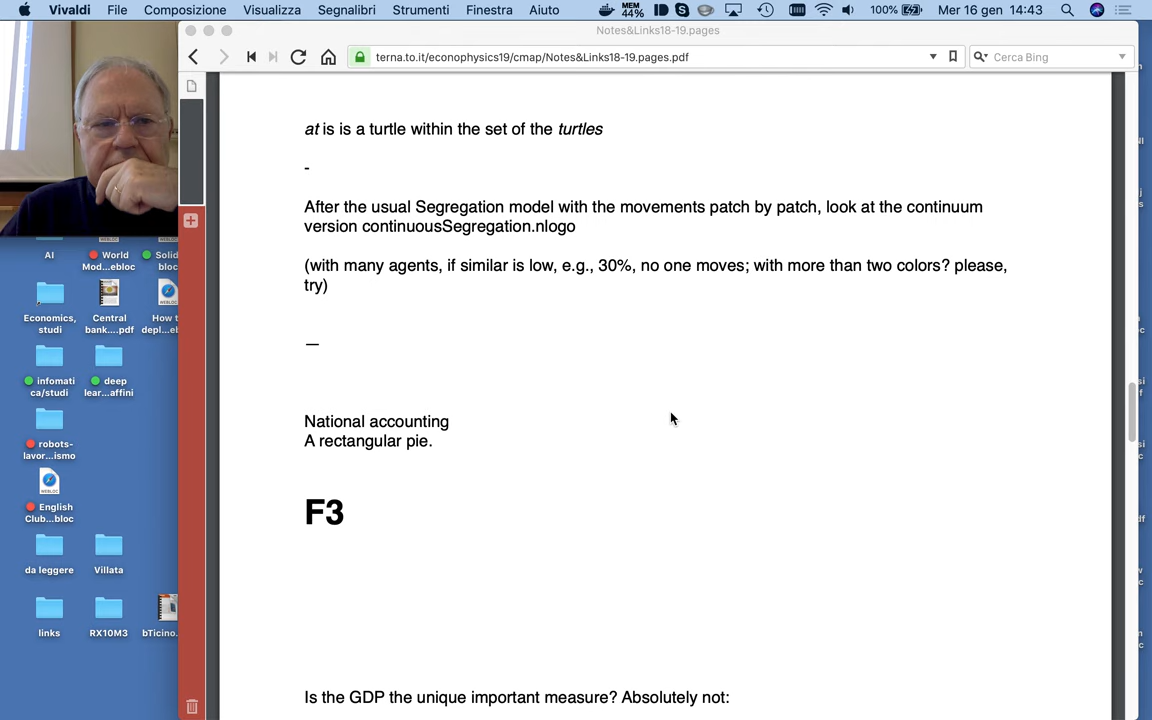 Vivaldi File Composizione Visualizza Segnalibri Strumenti Finestra Aiuto MEM 44% 100% Mer 16 gen 14:43
Notes&Links18-19.pages
terna.to.it/econophysics19/cmap/Notes&Links18-19.pages.pdf Cerca Bing
at is is a turtle within the set of the turtles
-
After the usual Segregation model with the movements patch by patch, look at the continuum
version continuousSegregation.nlogo
(with many agents, if similar is low, e.g., 30%, no one moves; with more than two colors? please,
try)
—
National accounting
A rectangular pie.
F3
Is the GDP the unique important measure? Absolutely not:
AI
World
Mod...ebloc
Solid
bloc
Economics,
studi
Central
bank....pdf
How t
depl...eb
infomati
ca/studi
deep
lear...affini
robots-
lavor...ismo
WEBLOC
English
Club...bloc
da leggere
Villata
links
RX10M3
bTicino.